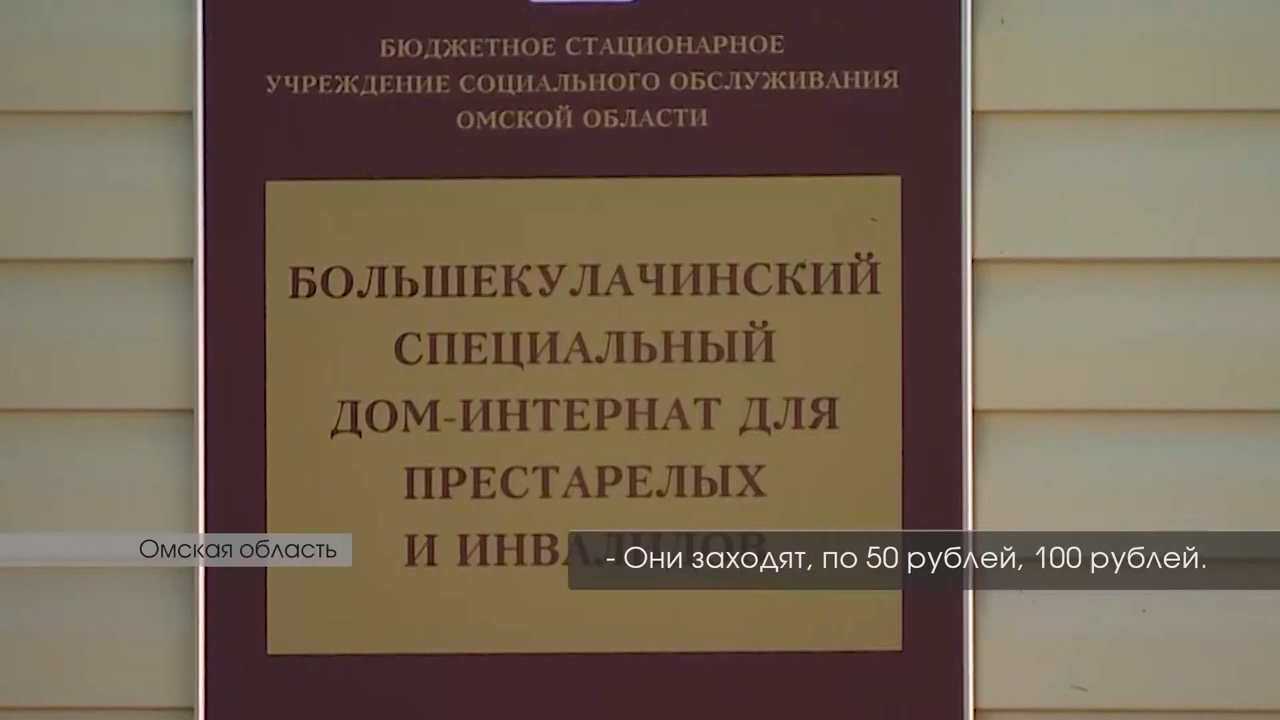 БЮДЖЕТНОЕ СТАЦИОНАРНОЕ
УЧРЕЖДЕНИЕ СОЦИАЛЬНОГО ОБСЛУЖИВАНИЯ
ОМСКОЙ ОБЛАСТИ
БОЛЬШЕКУЛАЧИНСКИЙ
СПЕЦИАЛЬНЫЙ
ДОМ-ИНТЕРНАТ ДЛЯ
ПРЕСТАРЕЛЫХ
И ИНВАЛИДОВ
Омская область
- Они заходят, по 50 рублей, 100 рублей.